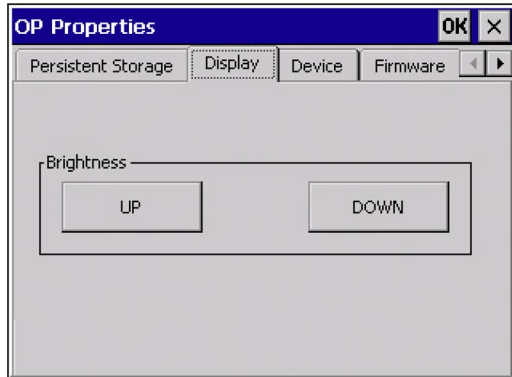 OP Properties OK ×
Persistent Storage Display Device Firmware
Brightness
UP DOWN